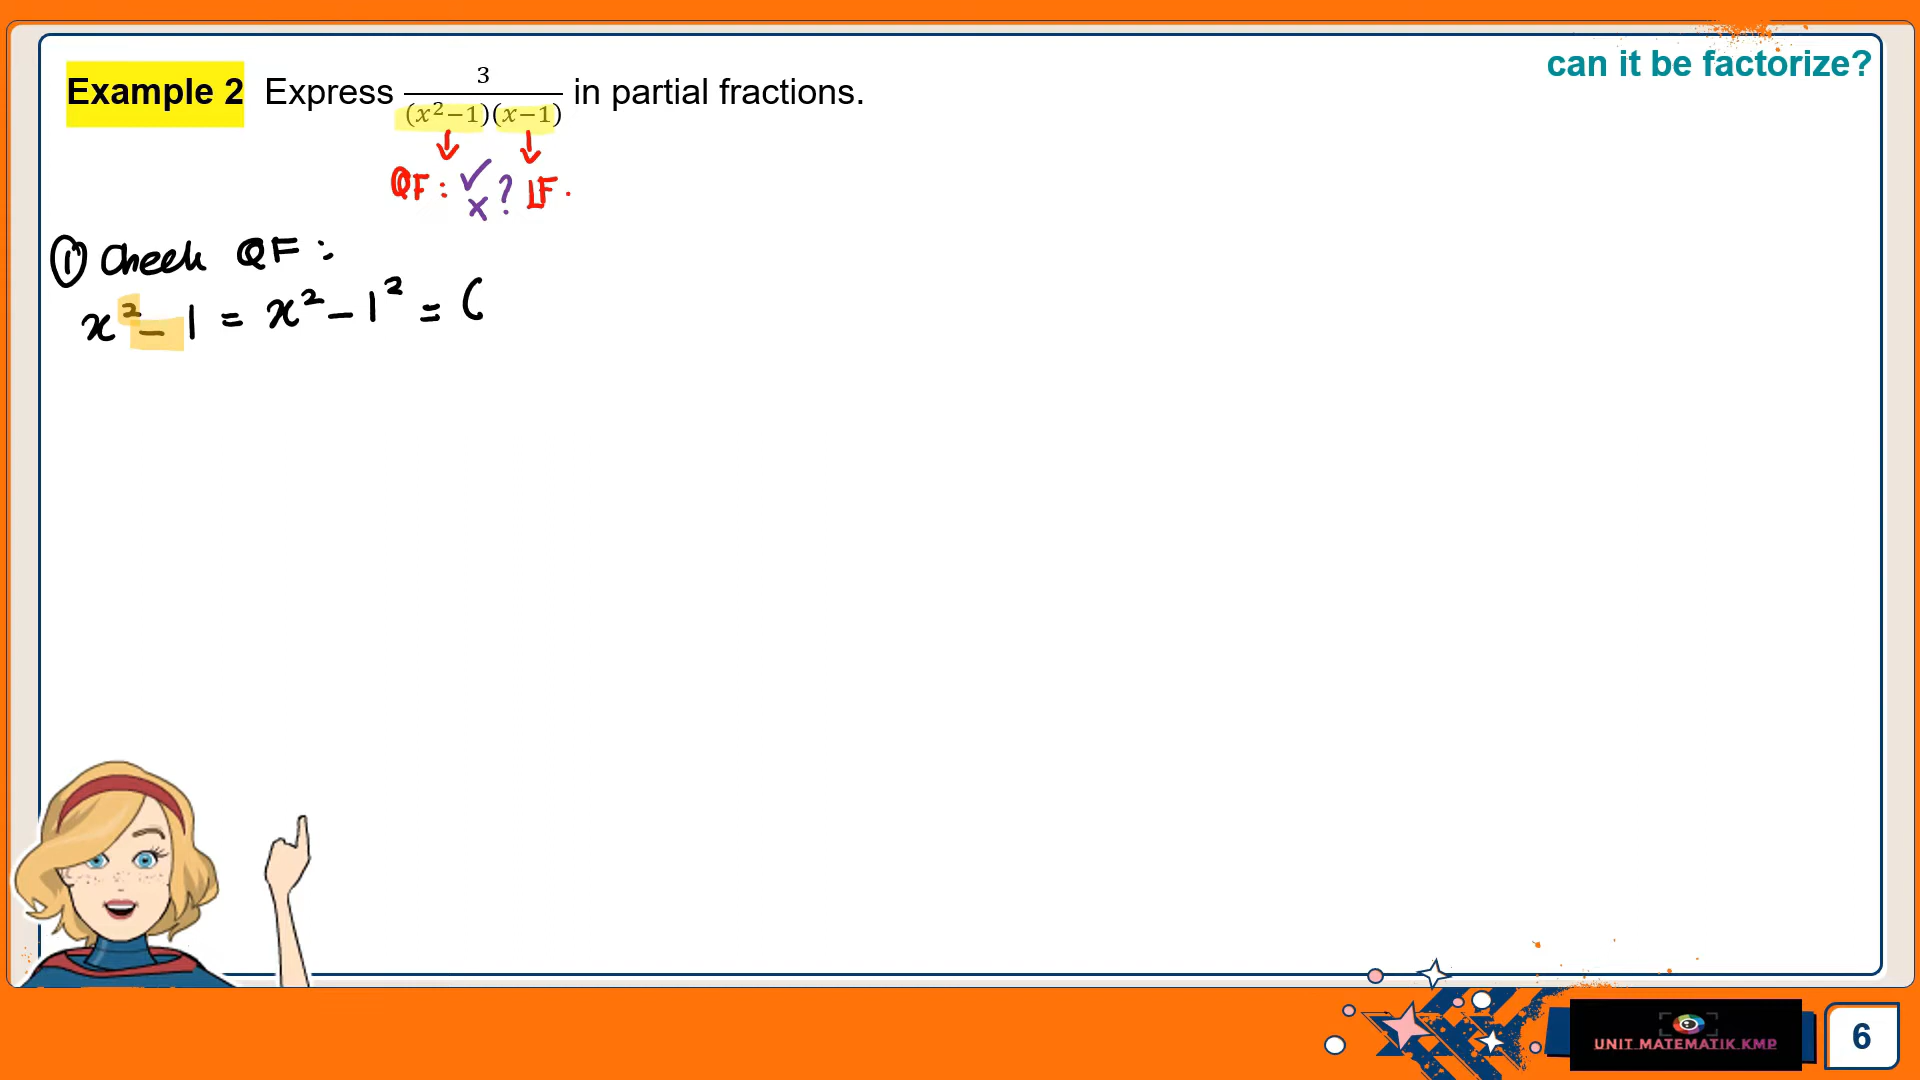 can it be factorize?
Example 2 Express 3/((x²−1)(x−1)) in partial fractions.
QF: ✓ x ? LF.
① Check QF:
x² − 1 = x² − 1² = (
UNIT MATEMATIK KMP
6